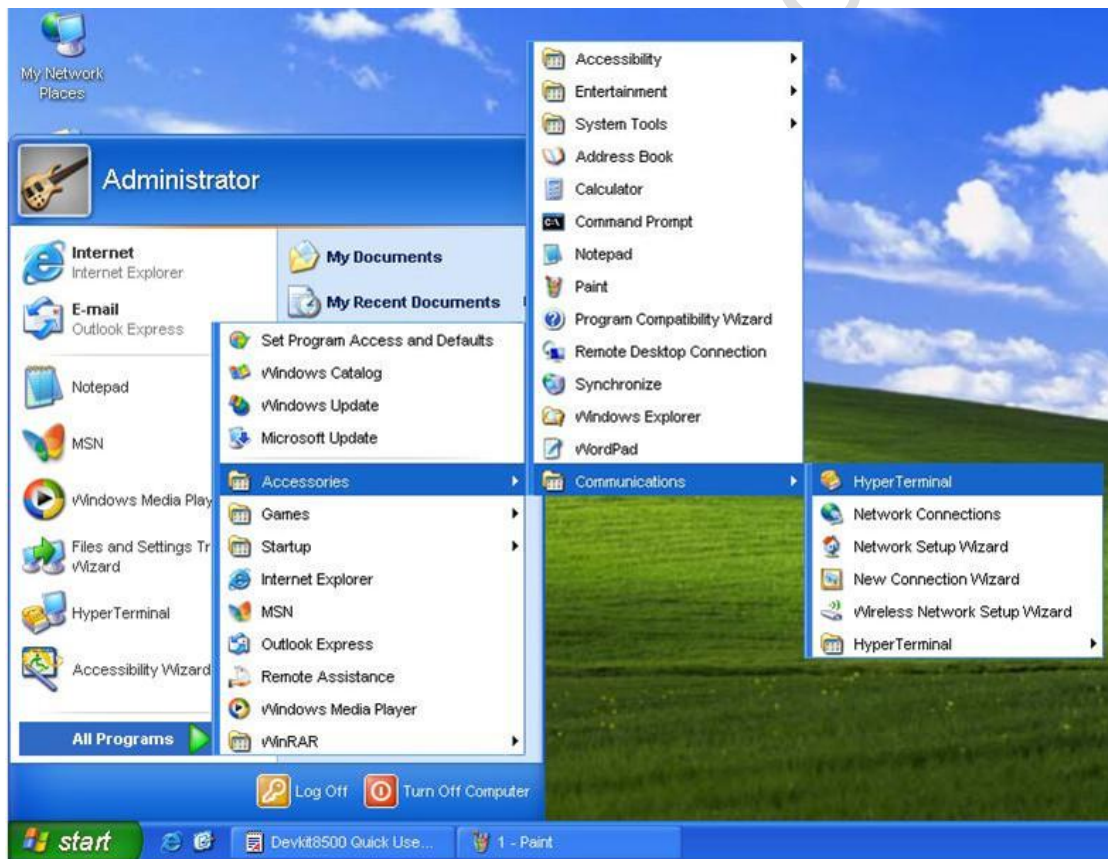 My Network
Places
Administrator
Internet
Internet Explorer
E-mail
Outlook Express
Notepad
MSN
Windows Media Play
Files and Settings Tr
Wizard
HyperTerminal
Accessibility Wizard
All Programs
My Documents
My Recent Documents
Set Program Access and Defaults
Windows Catalog
Windows Update
Microsoft Update
Accessories
Games
Startup
Internet Explorer
MSN
Outlook Express
Remote Assistance
Windows Media Player
WinRAR
Accessibility
Entertainment
System Tools
Address Book
Calculator
Command Prompt
Notepad
Paint
Program Compatibility Wizard
Remote Desktop Connection
Synchronize
Windows Explorer
WordPad
Communications
HyperTerminal
Network Connections
Network Setup Wizard
New Connection Wizard
Wireless Network Setup Wizard
HyperTerminal
Log Off
Turn Off Computer
start
Devkit8500 Quick Use...
1 - Paint